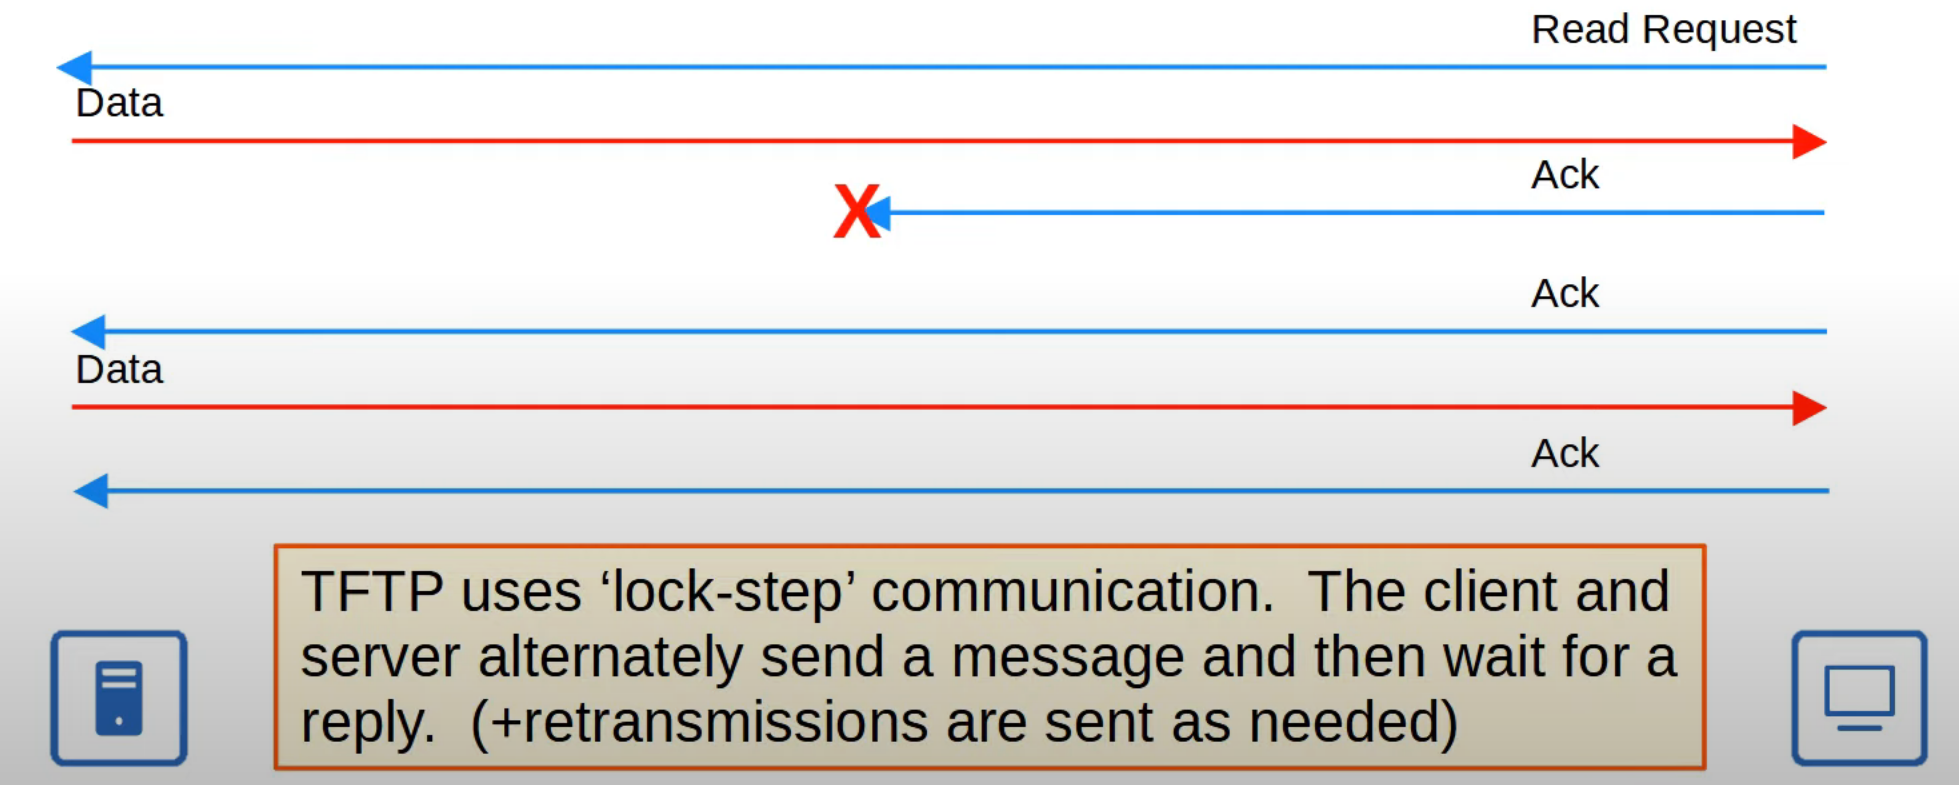 Read Request
Data
Ack
X
Ack
Data
Ack
TFTP uses ‘lock-step’ communication.  The client and
server alternately send a message and then wait for a
reply.  (+retransmissions are sent as needed)